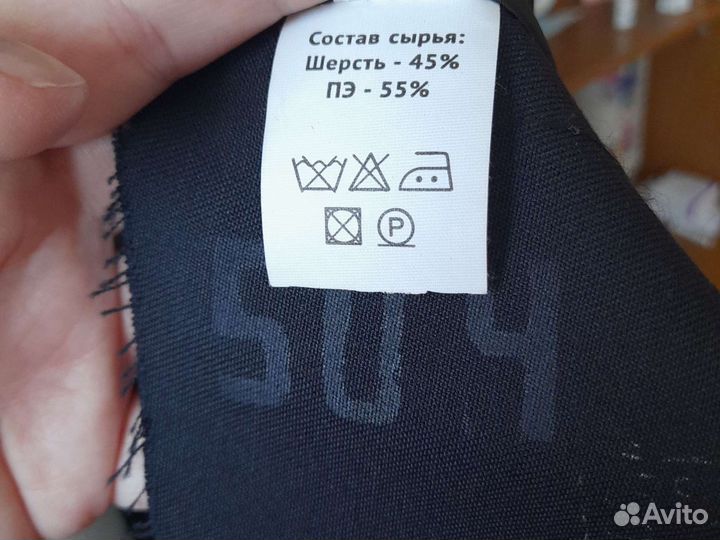 Состав сырья:
Шерсть - 45%
ПЭ - 55%
P
504
Avito